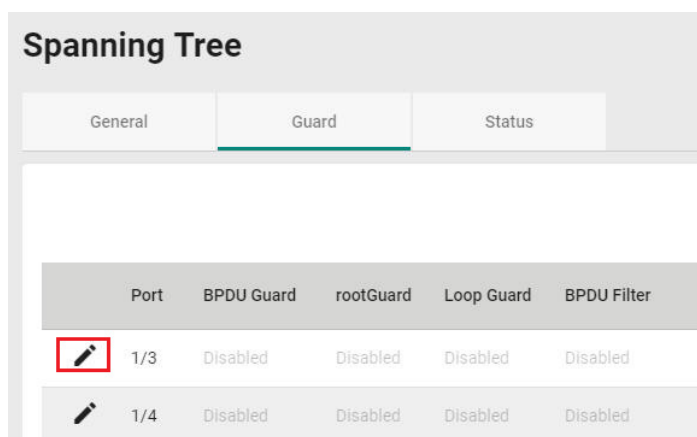 Spanning Tree
General Guard Status
Port BPDU Guard rootGuard Loop Guard BPDU Filter
1/3 Disabled Disabled Disabled Disabled
1/4 Disabled Disabled Disabled Disabled